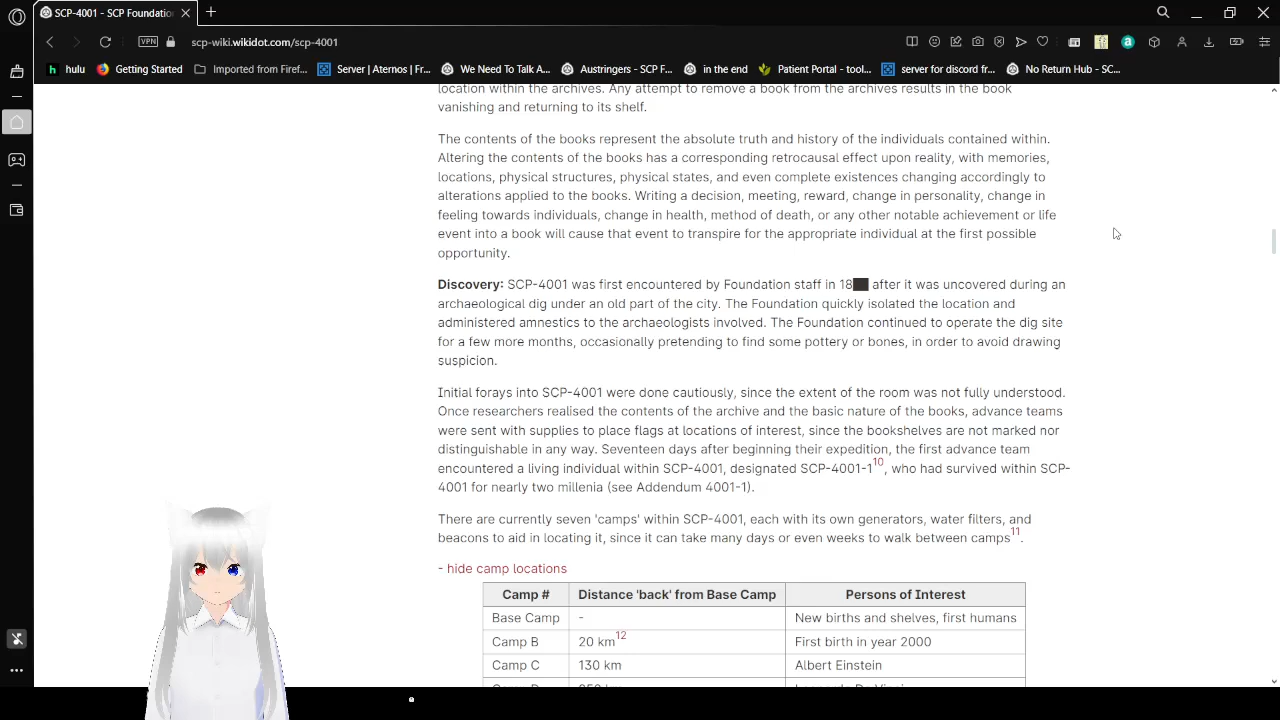 SCP-4001 - SCP Foundatio
scp-wiki.wikidot.com/scp-4001
VPN
hulu
Getting Started
Imported from Firef...
Server | Aternos | Fr...
We Need To Talk A...
Austringers - SCP F...
in the end
Patient Portal - tool...
server for discord fr...
No Return Hub - SC...
location within the archives. Any attempt to remove a book from the archives results in the book
vanishing and returning to its shelf.
The contents of the books represent the absolute truth and history of the individuals contained within.
Altering the contents of the books has a corresponding retrocausal effect upon reality, with memories,
locations, physical structures, physical states, and even complete existences changing accordingly to
alterations applied to the books. Writing a decision, meeting, reward, change in personality, change in
feeling towards individuals, change in health, method of death, or any other notable achievement or life
event into a book will cause that event to transpire for the appropriate individual at the first possible
opportunity.
Discovery: SCP-4001 was first encountered by Foundation staff in 18██ after it was uncovered during an
archaeological dig under an old part of the city. The Foundation quickly isolated the location and
administered amnestics to the archaeologists involved. The Foundation continued to operate the dig site
for a few more months, occasionally pretending to find some pottery or bones, in order to avoid drawing
suspicion.
Initial forays into SCP-4001 were done cautiously, since the extent of the room was not fully understood.
Once researchers realised the contents of the archive and the basic nature of the books, advance teams
were sent with supplies to place flags at locations of interest, since the bookshelves are not marked nor
distinguishable in any way. Seventeen days after beginning their expedition, the first advance team
encountered a living individual within SCP-4001, designated SCP-4001-1¹⁰, who had survived within SCP-
4001 for nearly two millenia (see Addendum 4001-1).
There are currently seven 'camps' within SCP-4001, each with its own generators, water filters, and
beacons to aid in locating it, since it can take many days or even weeks to walk between camps¹¹.
- hide camp locations
Camp # Distance 'back' from Base Camp Persons of Interest
Base Camp - New births and shelves, first humans
Camp B 20 km¹² First birth in year 2000
Camp C 130 km Albert Einstein